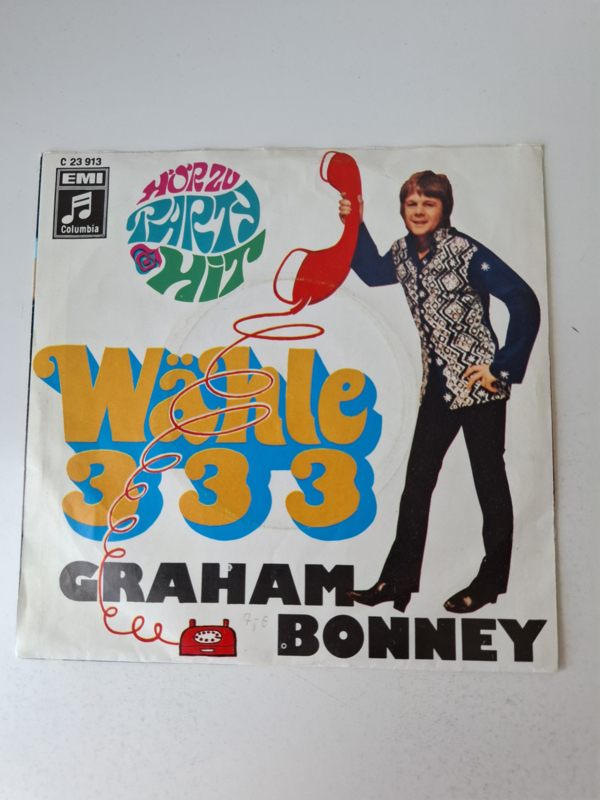 C 23 913
EMI
Columbia
HÖR ZU
PARTY
HIT
Wähle
3 3 3
GRAHAM
BONNEY